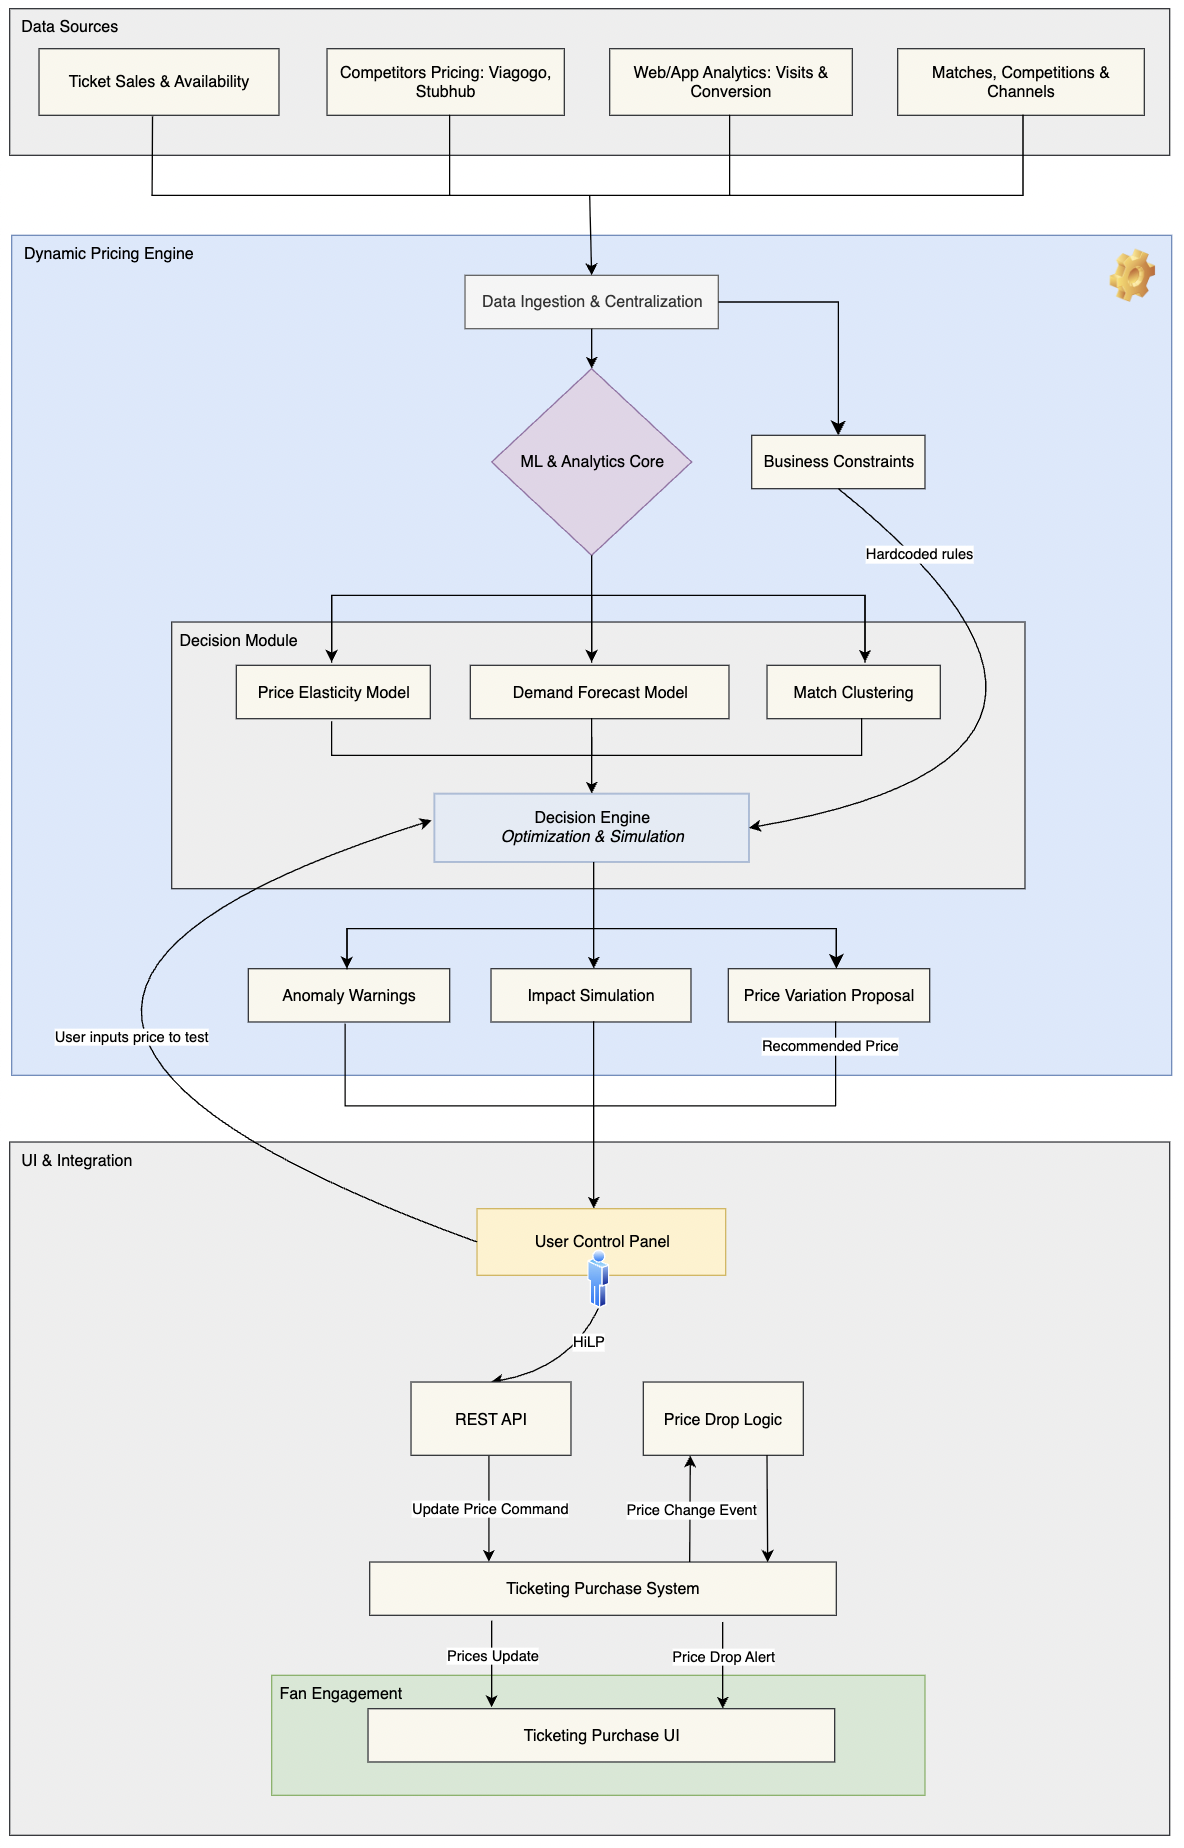 Data Sources
Ticket Sales & Availability
Competitors Pricing: Viagogo,
Stubhub
Web/App Analytics: Visits &
Conversion
Matches, Competitions &
Channels
Dynamic Pricing Engine
Data Ingestion & Centralization
ML & Analytics Core
Business Constraints
Hardcoded rules
Decision Module
Price Elasticity Model
Demand Forecast Model
Match Clustering
Decision Engine
Optimization & Simulation
Anomaly Warnings
Impact Simulation
Price Variation Proposal
User inputs price to test
Recommended Price
UI & Integration
User Control Panel
HiLP
REST API
Price Drop Logic
Update Price Command
Price Change Event
Ticketing Purchase System
Prices Update
Price Drop Alert
Fan Engagement
Ticketing Purchase UI